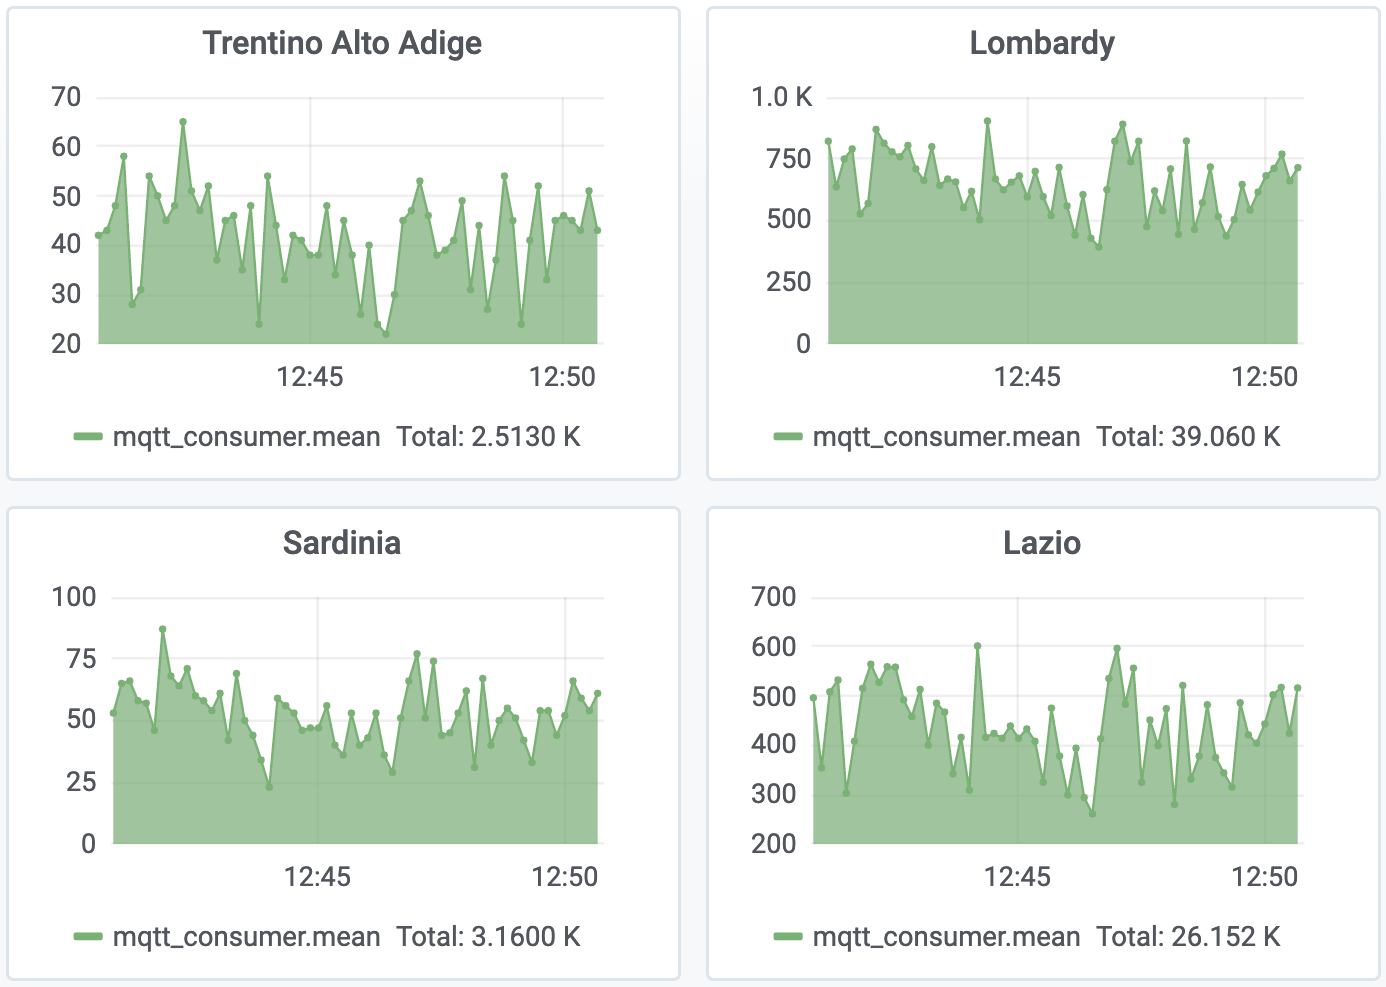 Trentino Alto Adige
70
60
50
40
30
20
12:45 12:50
mqtt_consumer.mean Total: 2.5130 K
Lombardy
1.0 K
750
500
250
0
12:45 12:50
mqtt_consumer.mean Total: 39.060 K
Sardinia
100
75
50
25
0
12:45 12:50
mqtt_consumer.mean Total: 3.1600 K
Lazio
700
600
500
400
300
200
12:45 12:50
mqtt_consumer.mean Total: 26.152 K